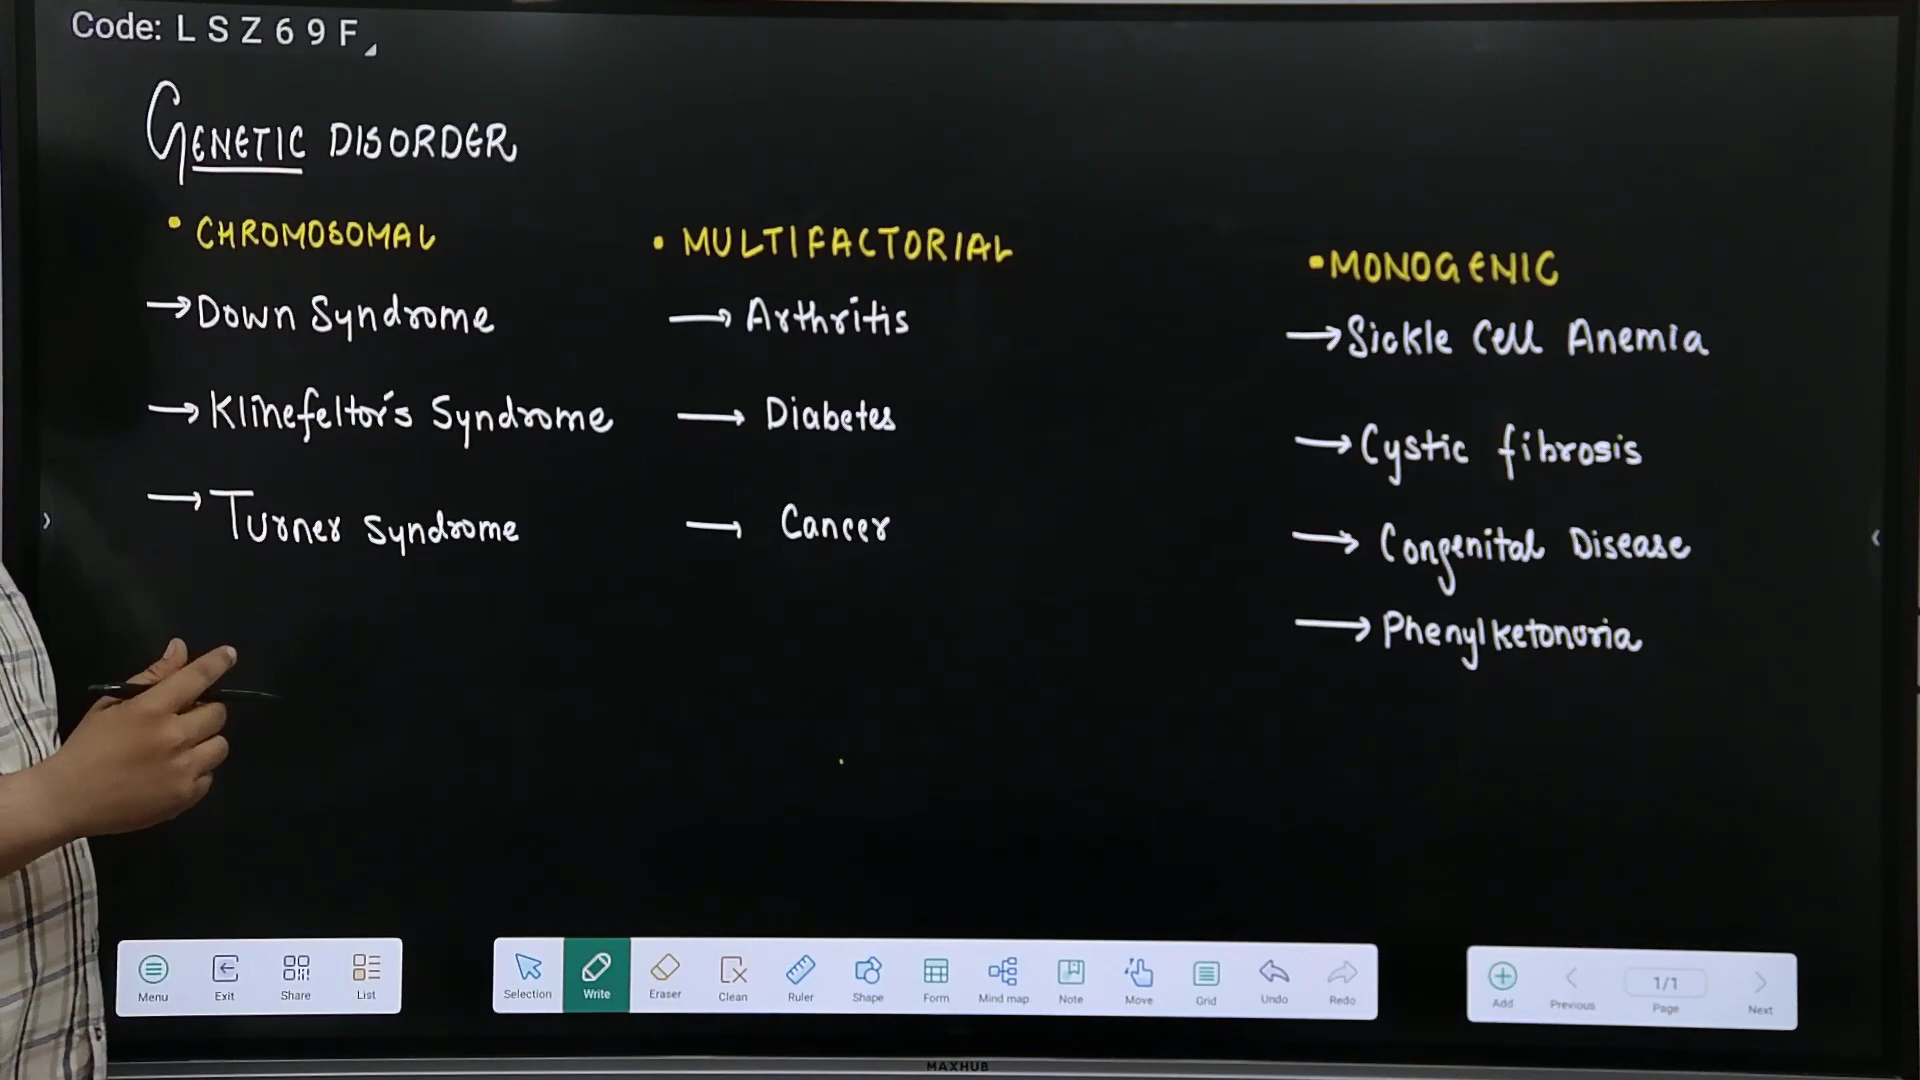 Code: L S Z 6 9 F
GENETIC DISORDER
• CHROMOSOMAL
→ Down Syndrome
→ Klinefeltor's Syndrome
→ Turner Syndrome
• MULTIFACTORIAL
→ Arthritis
→ Diabetes
→ Cancer
• MONOGENIC
→ Sickle Cell Anemia
→ Cystic fibrosis
→ Congenital Disease
→ Phenylketonuria
Menu Exit Share List
Selection Write Eraser Clean Ruler Shape Form Mind map Note Move Grid Undo Redo
1/1
Add Previous Page Next
MAXHUB